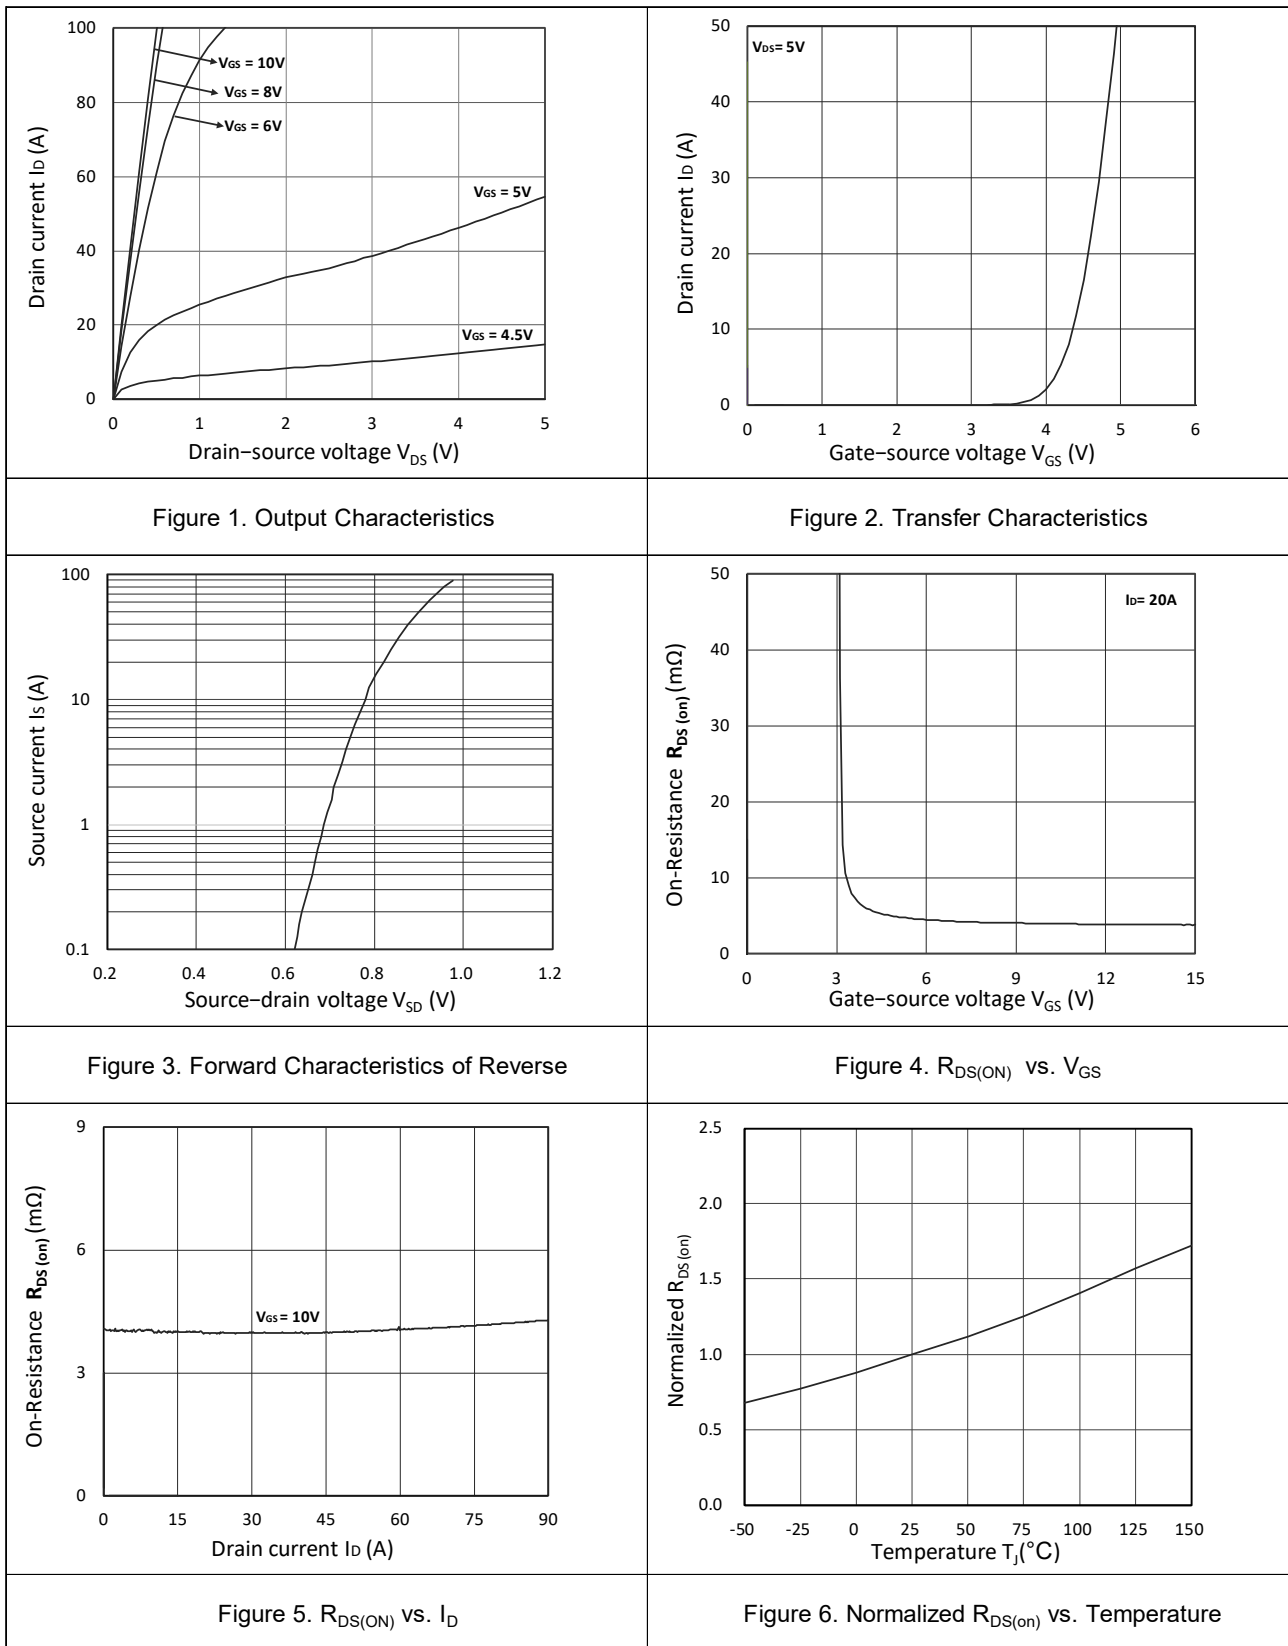 Drain current ID (A)
100
80
60
40
20
0
VGS = 10V
VGS = 8V
VGS = 6V
VGS = 5V
VGS = 4.5V
0 1 2 3 4 5
Drain−source voltage VDS (V)
Figure 1. Output Characteristics
Drain current ID (A)
50
40
30
20
10
0
VDS= 5V
0 1 2 3 4 5 6
Gate−source voltage VGS (V)
Figure 2. Transfer Characteristics
Source current IS (A)
100
10
1
0.1
0.2 0.4 0.6 0.8 1.0 1.2
Source−drain voltage VSD (V)
Figure 3. Forward Characteristics of Reverse
On-Resistance RDS (on) (mΩ)
50
40
30
20
10
0
ID= 20A
0 3 6 9 12 15
Gate−source voltage VGS (V)
Figure 4. RDS(ON) vs. VGS
On-Resistance RDS (on) (mΩ)
9
6
3
0
VGS = 10V
0 15 30 45 60 75 90
Drain current ID (A)
Figure 5. RDS(ON) vs. ID
Normalized RDS(on)
2.5
2.0
1.5
1.0
0.5
0.0
-50 -25 0 25 50 75 100 125 150
Temperature TJ(°C)
Figure 6. Normalized RDS(on) vs. Temperature